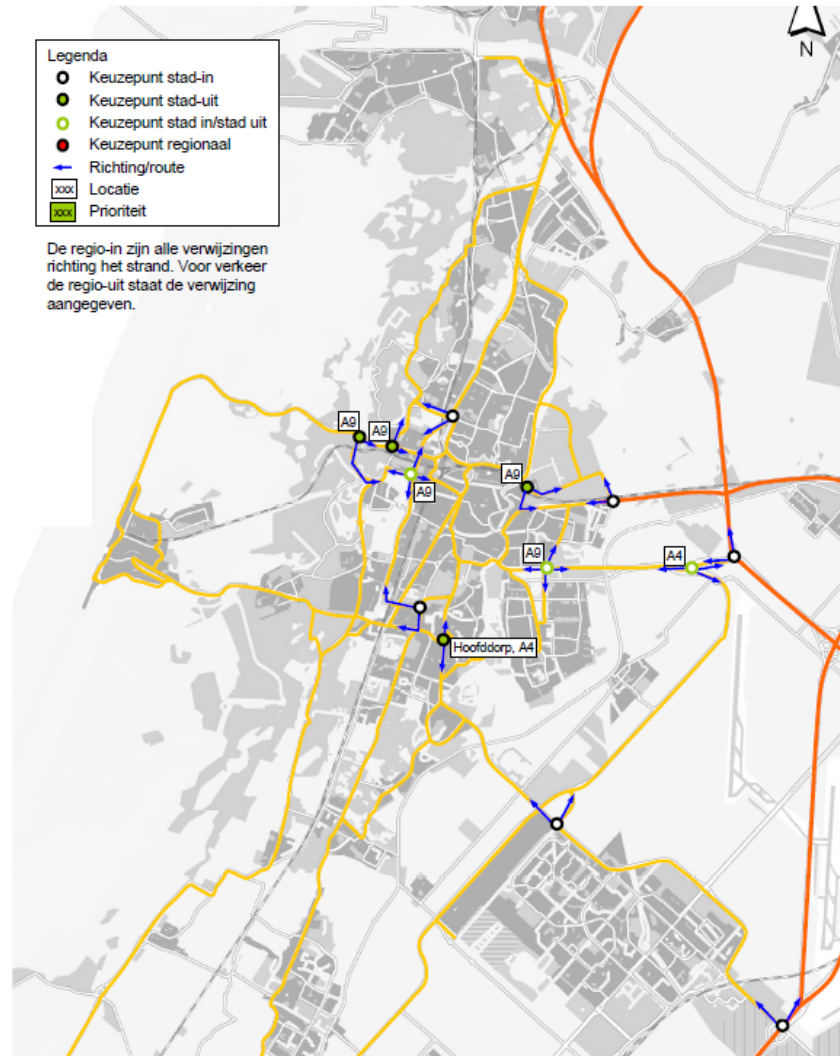 N
Legenda
Keuzepunt stad-in
Keuzepunt stad-uit
Keuzepunt stad in/stad uit
Keuzepunt regionaal
Richting/route
xxx Locatie
xxx Prioriteit
De regio-in zijn alle verwijzingen
richting het strand. Voor verkeer
de regio-uit staat de verwijzing
aangegeven.
A9
A9
A9
A9
A9
A4
Hoofddorp, A4